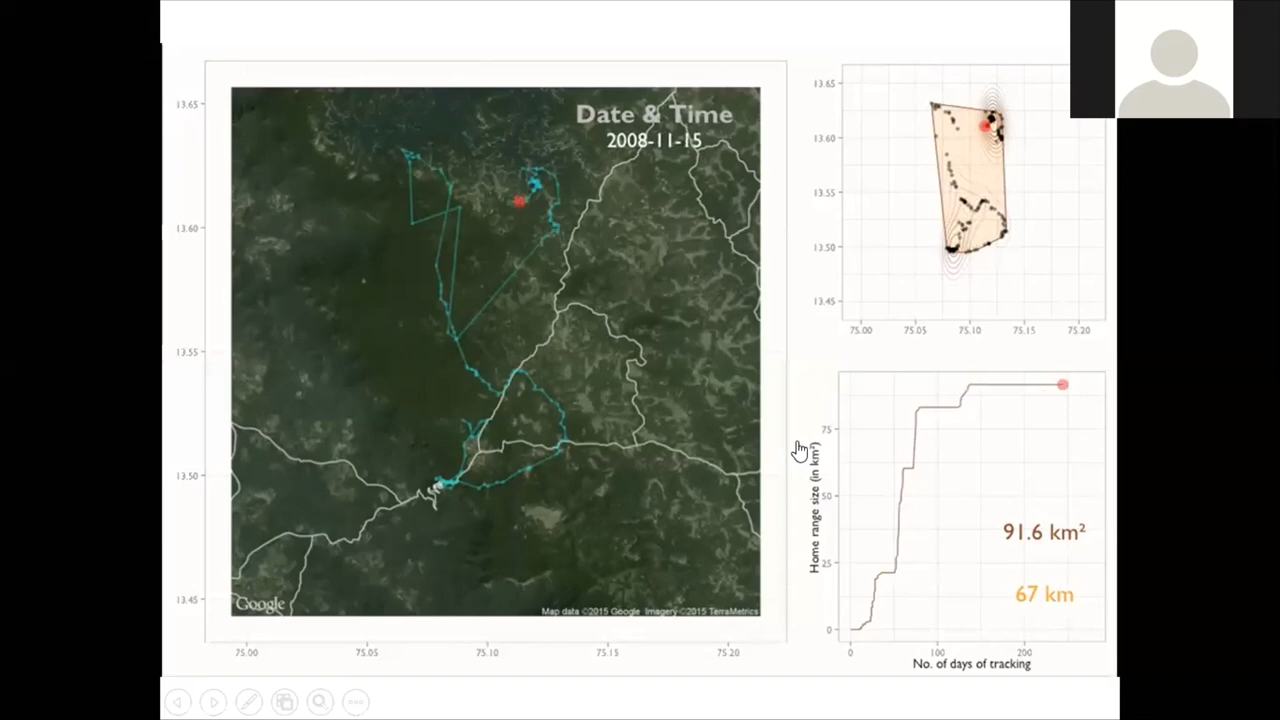 Date & Time
2008-11-15
13.65
13.60
13.55
13.50
13.45
75.00 75.05 75.10 75.15 75.20
Google
Map data ©2015 Google Imagery ©2015 TerraMetrics
13.65
13.60
13.55
13.50
13.45
75.00 75.05 75.10 75.15 75.20
Home range size (in km²)
75
50
25
0
91.6 km²
67 km
0 100 200
No. of days of tracking